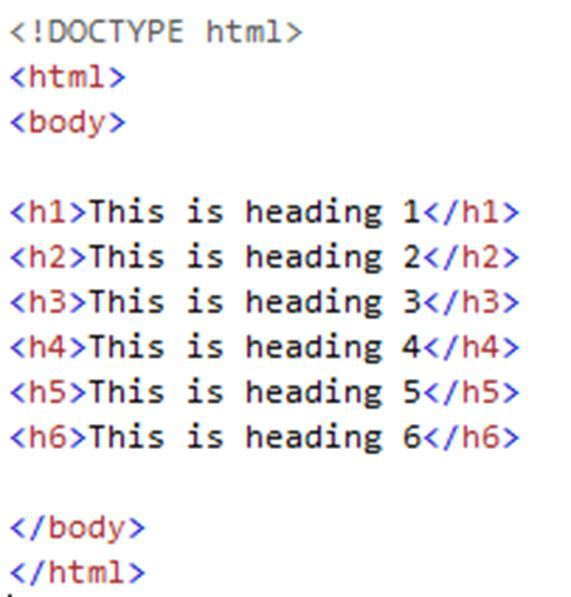 <!DOCTYPE html>
<html>
<body>
<h1>This is heading 1</h1>
<h2>This is heading 2</h2>
<h3>This is heading 3</h3>
<h4>This is heading 4</h4>
<h5>This is heading 5</h5>
<h6>This is heading 6</h6>
</body>
</html>